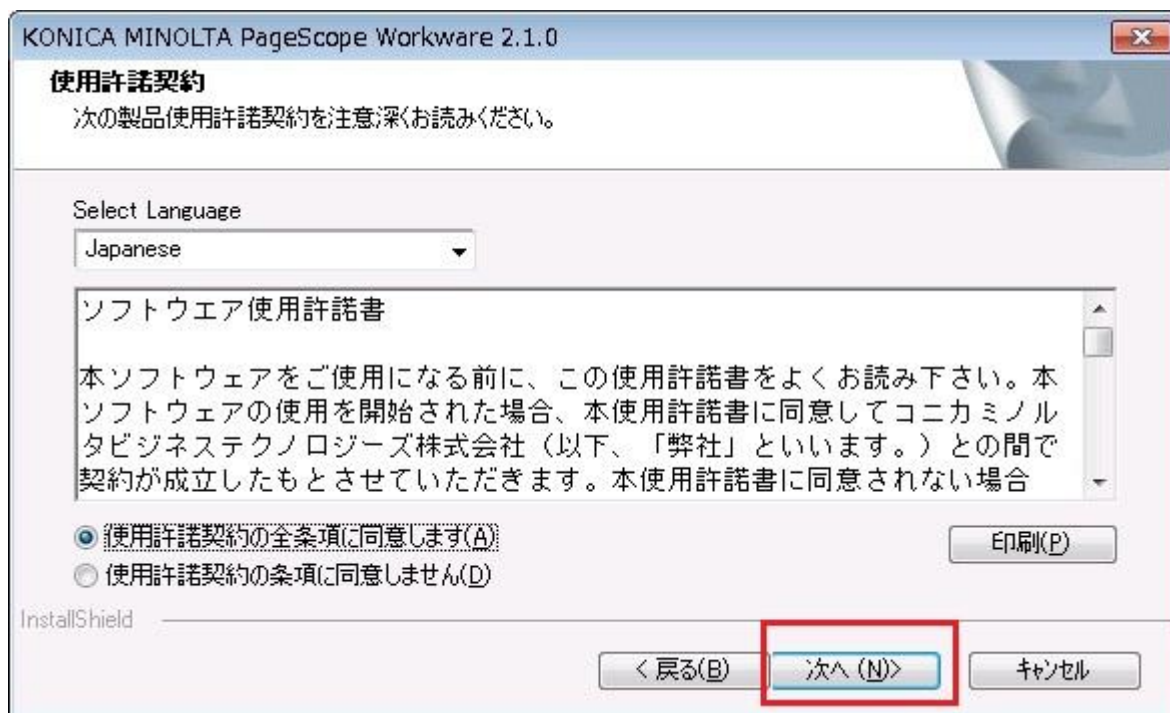 KONICA MINOLTA PageScope Workware 2.1.0
使用許諾契約
次の製品使用許諾契約を注意深くお読みください。
Select Language
Japanese
ソフトウエア使用許諾書
本ソフトウェアをご使用になる前に、この使用許諾書をよくお読み下さい。本
ソフトウェアの使用を開始された場合、本使用許諾書に同意してコニカミノル
タビジネステクノロジーズ株式会社（以下、「弊社」といいます。）との間で
契約が成立したもとさせていただきます。本使用許諾書に同意されない場合
使用許諾契約の全条項に同意します(A)
印刷(P)
使用許諾契約の条項に同意しません(D)
InstallShield
< 戻る(B)
次へ (N)>
キャンセル